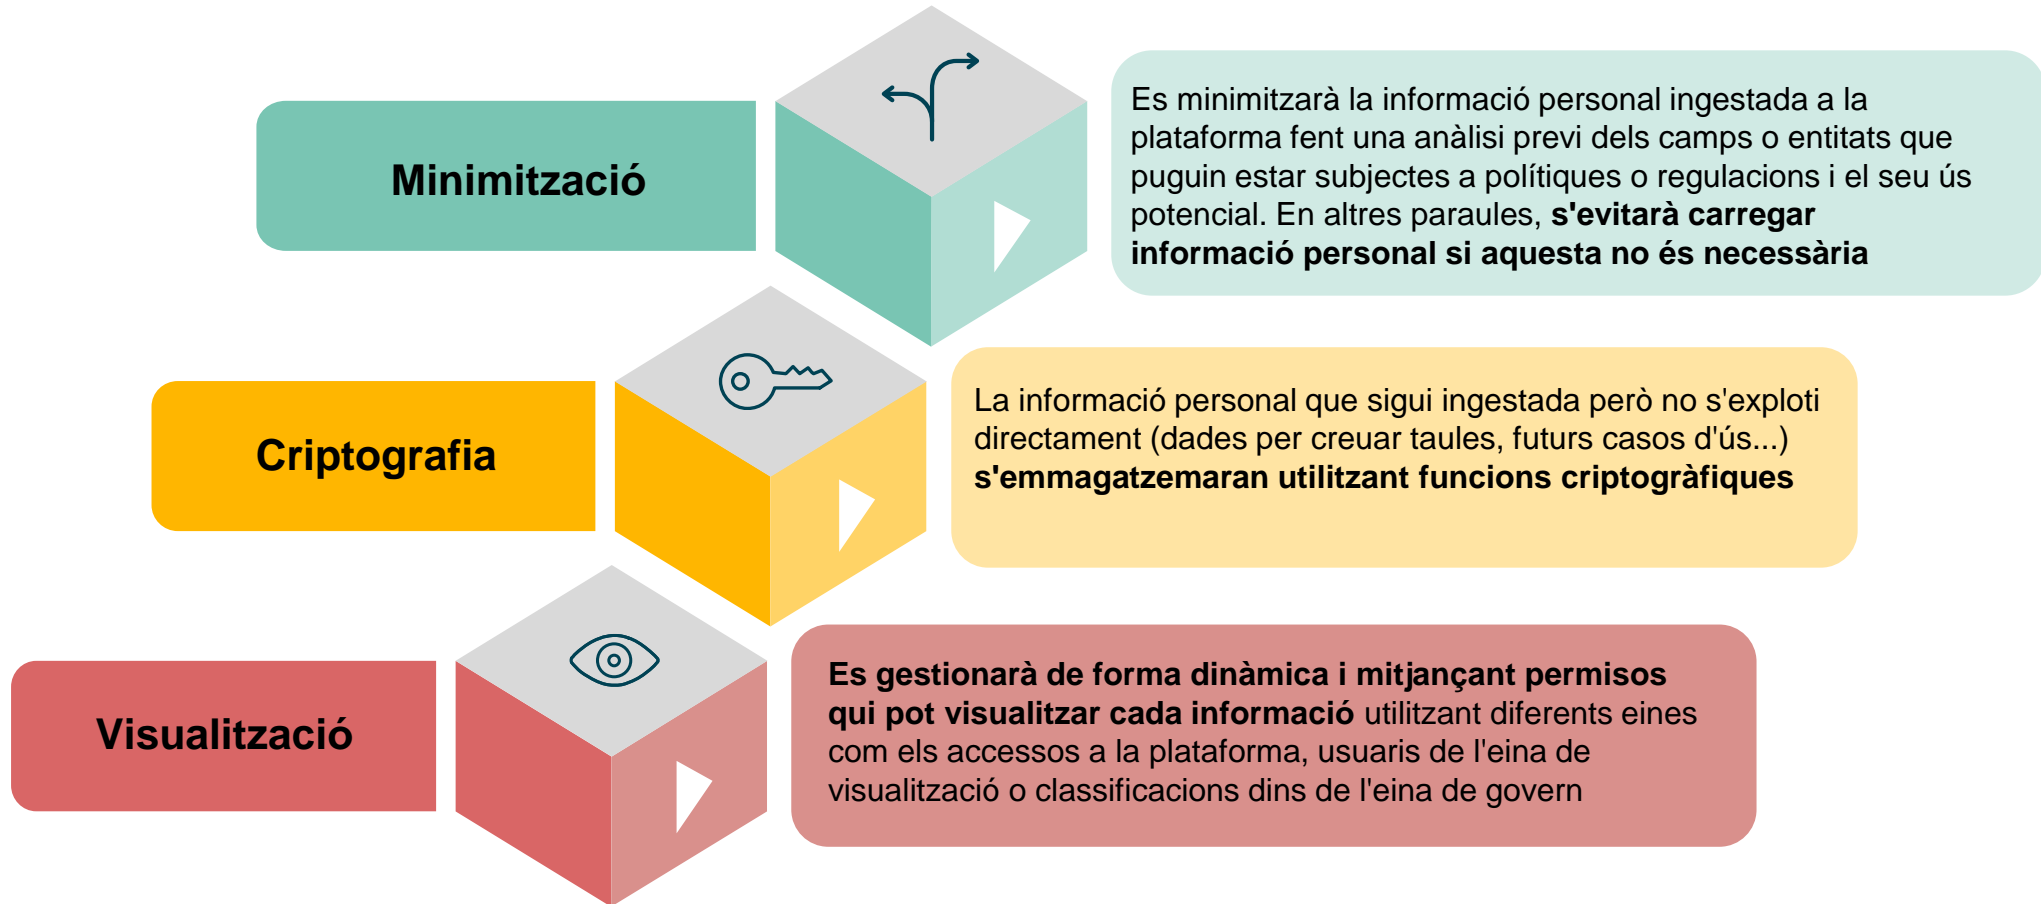 Minimització
Es minimitzarà la informació personal ingestada a la
plataforma fent una anàlisi previ dels camps o entitats que
puguin estar subjectes a polítiques o regulacions i el seu ús
potencial. En altres paraules, s'evitarà carregar
informació personal si aquesta no és necessària
Criptografia
La informació personal que sigui ingestada però no s'exploti
directament (dades per creuar taules, futurs casos d'ús...)
s'emmagatzemaran utilitzant funcions criptogràfiques
Visualització
Es gestionarà de forma dinàmica i mitjançant permisos
qui pot visualitzar cada informació utilitzant diferents eines
com els accessos a la plataforma, usuaris de l'eina de
visualització o classificacions dins de l'eina de govern